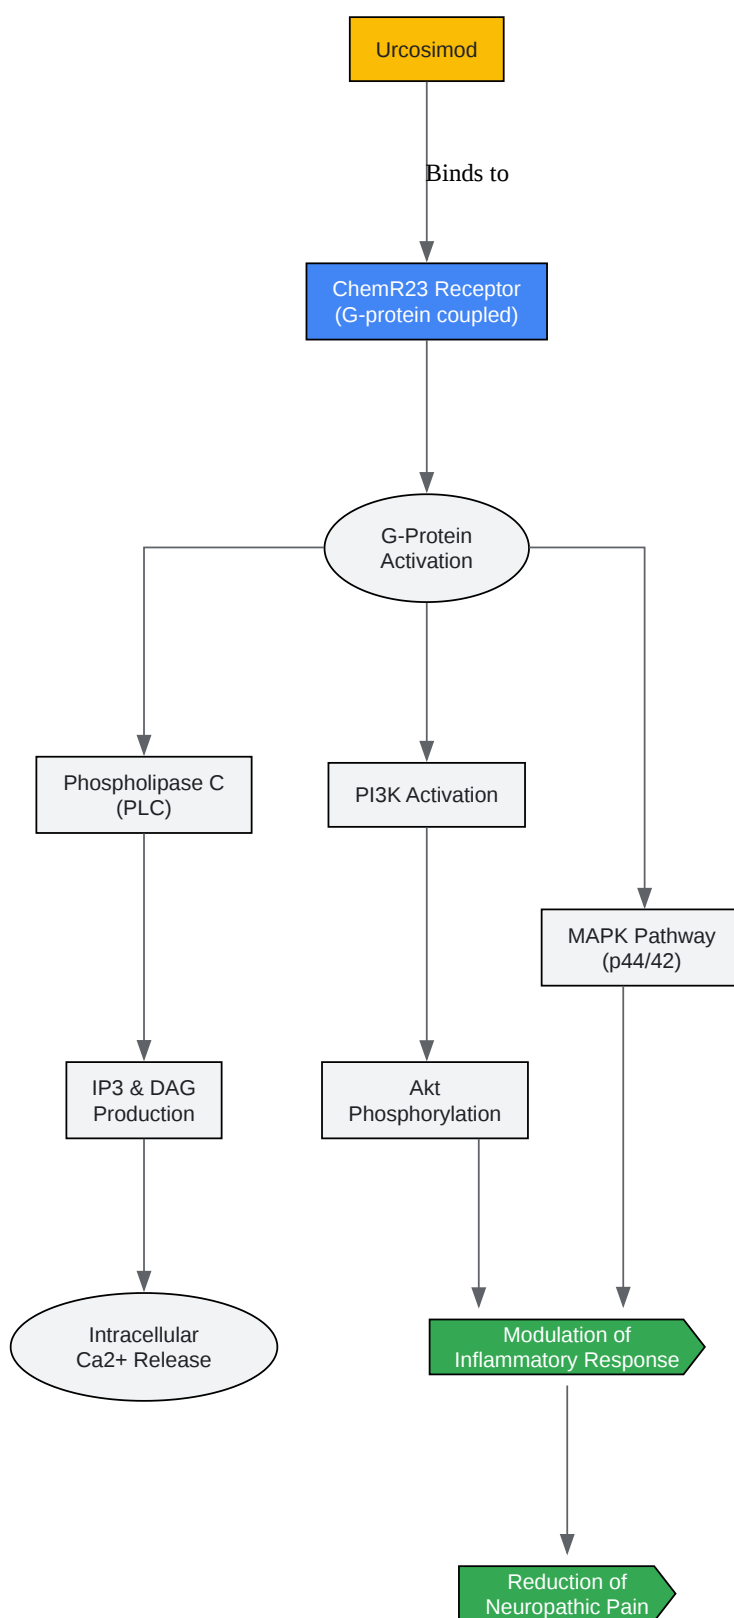 Urcosimod
Binds to
ChemR23 Receptor
(G-protein coupled)
G-Protein
Activation
Phospholipase C
(PLC)
PI3K Activation
MAPK Pathway
(p44/42)
IP3 & DAG
Production
Akt
Phosphorylation
Intracellular
Ca2+ Release
Modulation of
Inflammatory Response
Reduction of
Neuropathic Pain